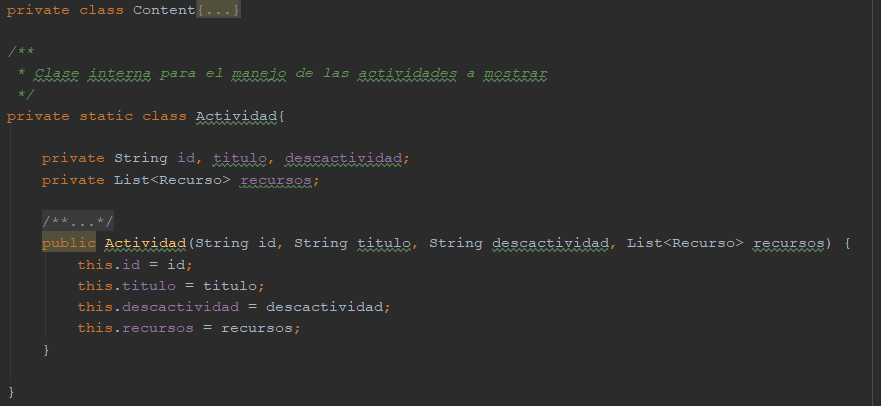 private class Content{...}
/**
 * Clase interna para el manejo de las actividades a mostrar
 */
private static class Actividad{
    private String id, titulo, descactividad;
    private List<Recurso> recursos;
    /**...*/
    public Actividad(String id, String titulo, String descactividad, List<Recurso> recursos) {
        this.id = id;
        this.titulo = titulo;
        this.descactividad = descactividad;
        this.recursos = recursos;
    }
}